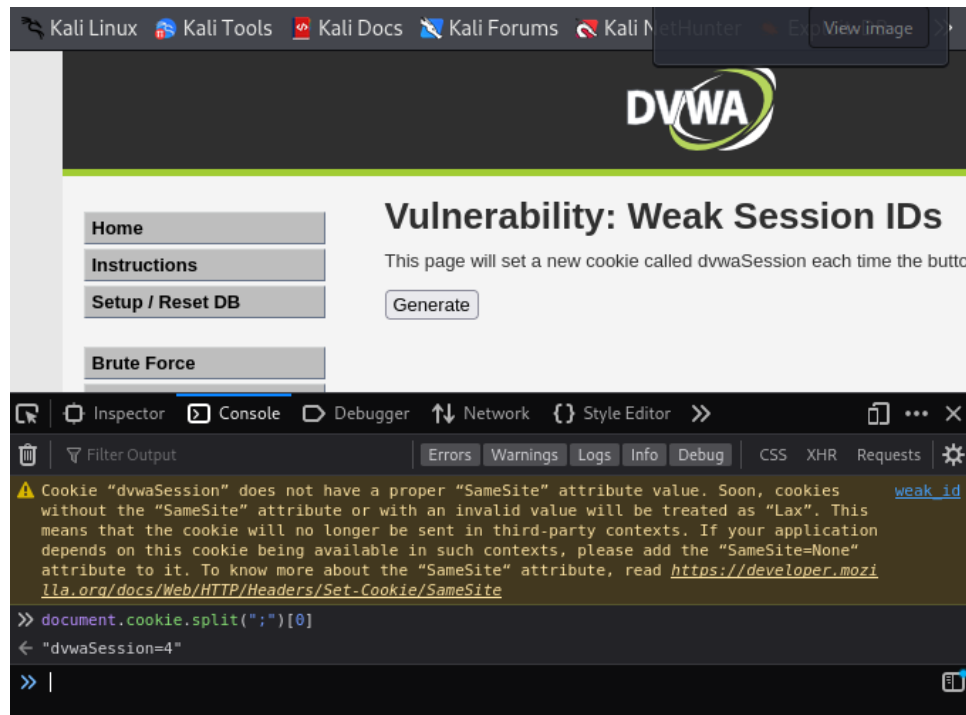 Kali Linux Kali Tools Kali Docs Kali Forums Kali NetHunter View image
DVWA
Home
Instructions
Setup / Reset DB
Brute Force
Vulnerability: Weak Session IDs
This page will set a new cookie called dvwaSession each time the butto
Generate
Inspector Console Debugger Network {} Style Editor
Filter Output Errors Warnings Logs Info Debug CSS XHR Requests
Cookie “dvwaSession” does not have a proper “SameSite” attribute value. Soon, cookies weak_id
without the “SameSite” attribute or with an invalid value will be treated as “Lax”. This
means that the cookie will no longer be sent in third-party contexts. If your application
depends on this cookie being available in such contexts, please add the “SameSite=None“
attribute to it. To know more about the “SameSite“ attribute, read https://developer.mozi
lla.org/docs/Web/HTTP/Headers/Set-Cookie/SameSite
document.cookie.split(";")[0]
"dvwaSession=4"